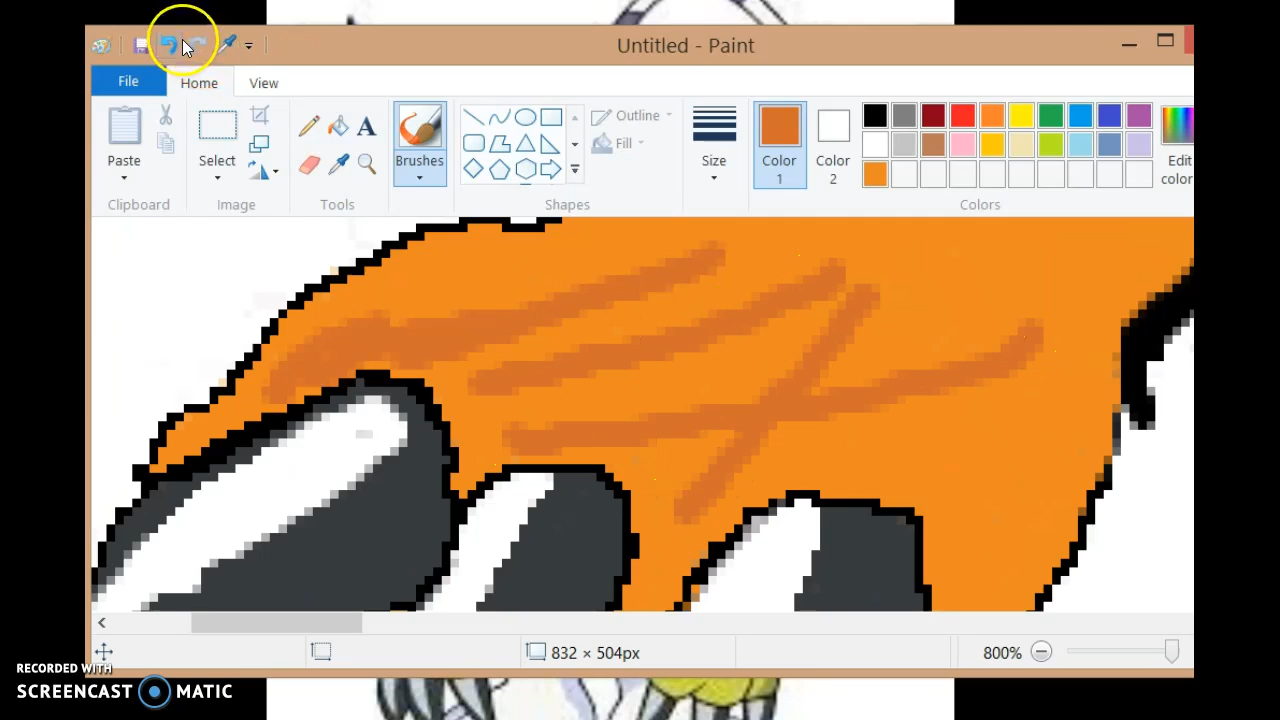 Untitled - Paint
File Home View
Paste
Select
Brushes
Outline
Fill
Size
Color 1
Color 2
Edit color
Clipboard Image Tools Shapes Colors
832 × 504px
800%
RECORDED WITH
SCREENCAST MATIC